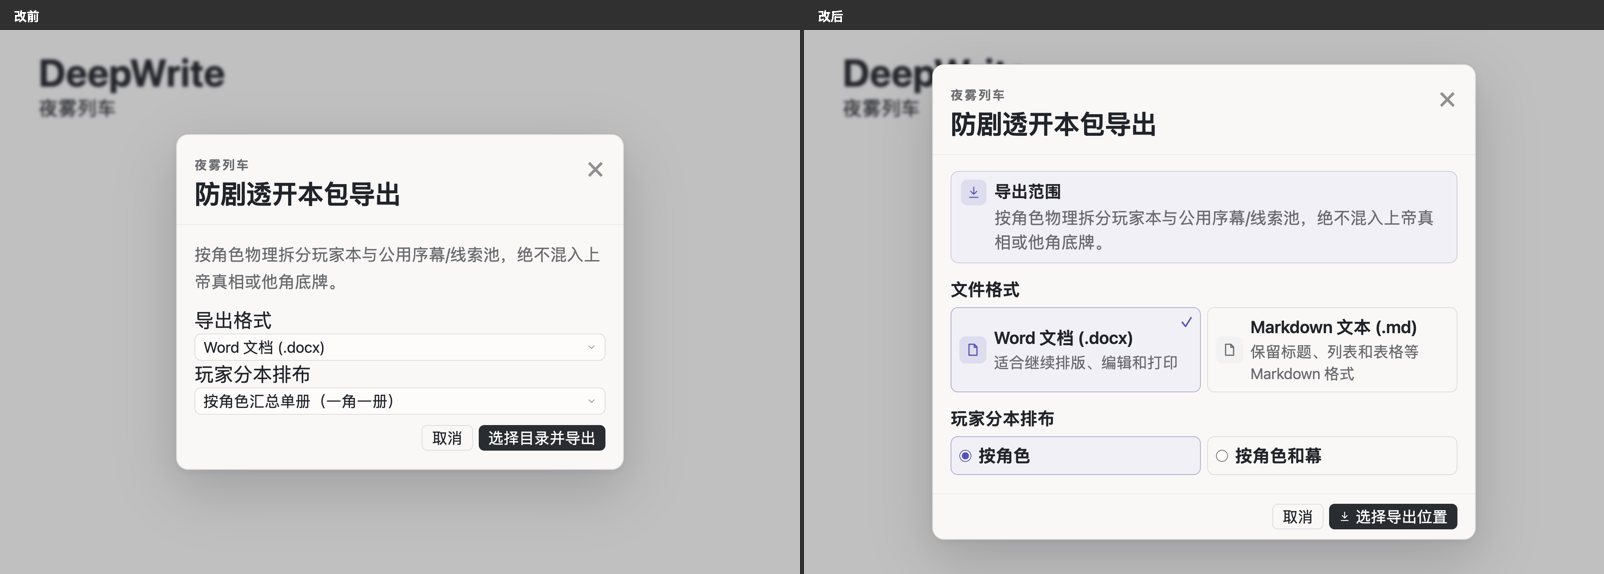 改前
DeepWrite
夜雾列车
夜雾列车
防剧透开本包导出
按角色物理拆分玩家本与公用序幕/线索池，绝不混入上
帝真相或他角底牌。
导出格式
Word 文档 (.docx)
玩家分本排布
按角色汇总单册（一角一册）
取消
选择目录并导出
改后
DeepWrite
夜雾列车
夜雾列车
防剧透开本包导出
导出范围
按角色物理拆分玩家本与公用序幕/线索池，绝不混入上帝真
相或他角底牌。
文件格式
Word 文档 (.docx)
适合继续排版、编辑和打印
Markdown 文本 (.md)
保留标题、列表和表格等
Markdown 格式
玩家分本排布
按角色
按角色和幕
取消
选择导出位置